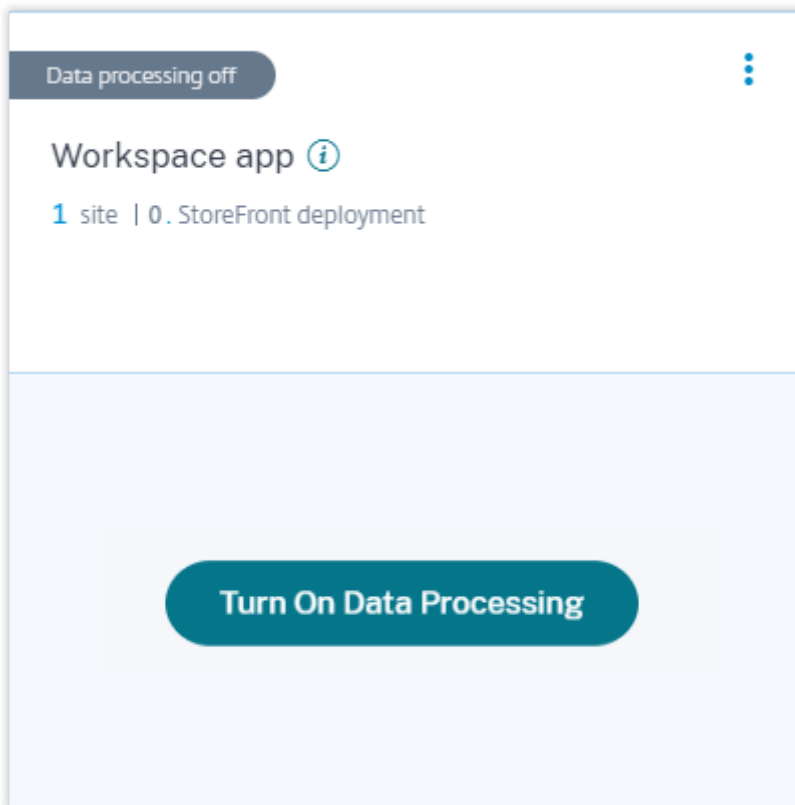 Data processing off
Workspace app i
1 site | 0. StoreFront deployment
Turn On Data Processing